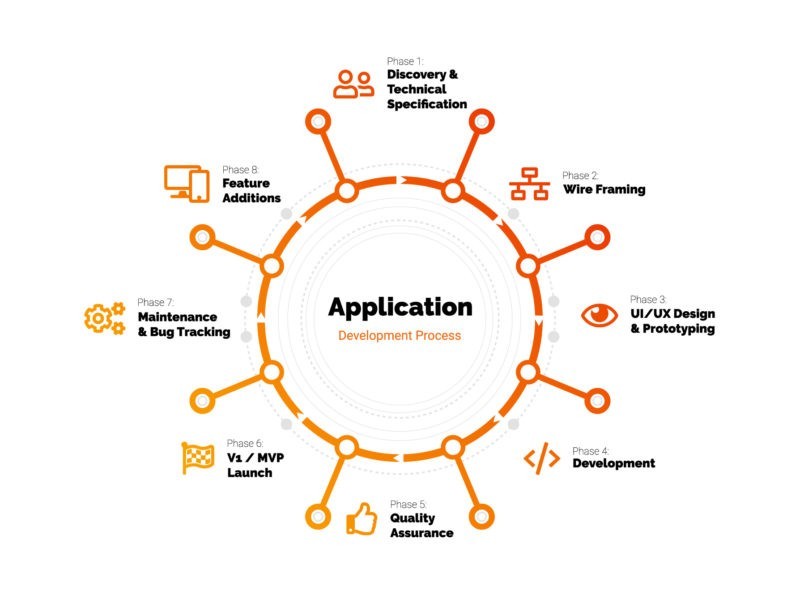 Phase 1:
Discovery &
Technical
Specification
Phase 2:
Wire Framing
Phase 3:
UI/UX Design
& Prototyping
Phase 4:
Development
Phase 5:
Quality
Assurance
Phase 6:
V1 / MVP
Launch
Phase 7:
Maintenance
& Bug Tracking
Phase 8:
Feature
Additions
Application
Development Process